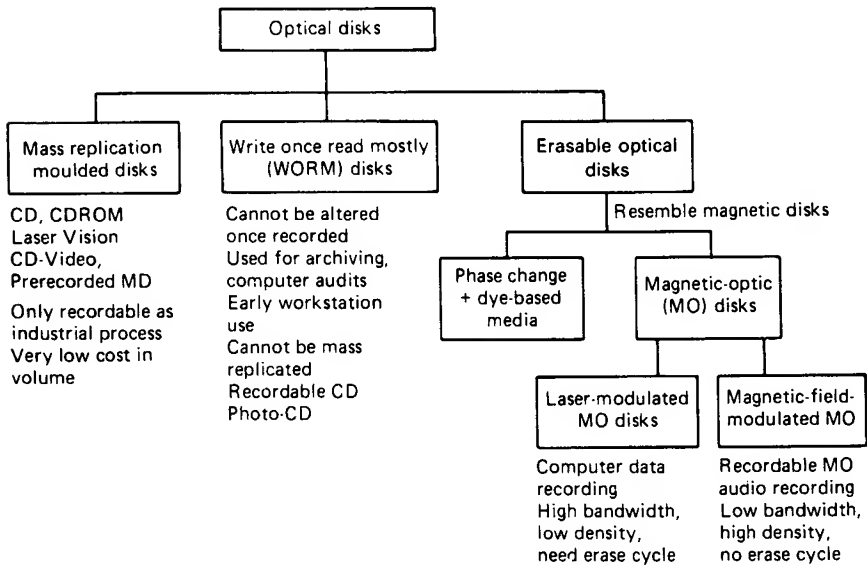 Optical disks
Mass replication
moulded disks
CD, CDROM
Laser Vision
CD-Video,
Prerecorded MD
Only recordable as
industrial process
Very low cost in
volume
Write once read mostly
(WORM) disks
Cannot be altered
once recorded
Used for archiving,
computer audits
Early workstation
use
Cannot be mass
replicated
Recordable CD
Photo-CD
Erasable optical
disks
Resemble magnetic disks
Phase change
+ dye-based
media
Magnetic-optic
(MO) disks
Laser-modulated
MO disks
Computer data
recording
High bandwidth,
low density,
need erase cycle
Magnetic-field-
modulated MO
Recordable MO
audio recording
Low bandwidth,
high density,
no erase cycle